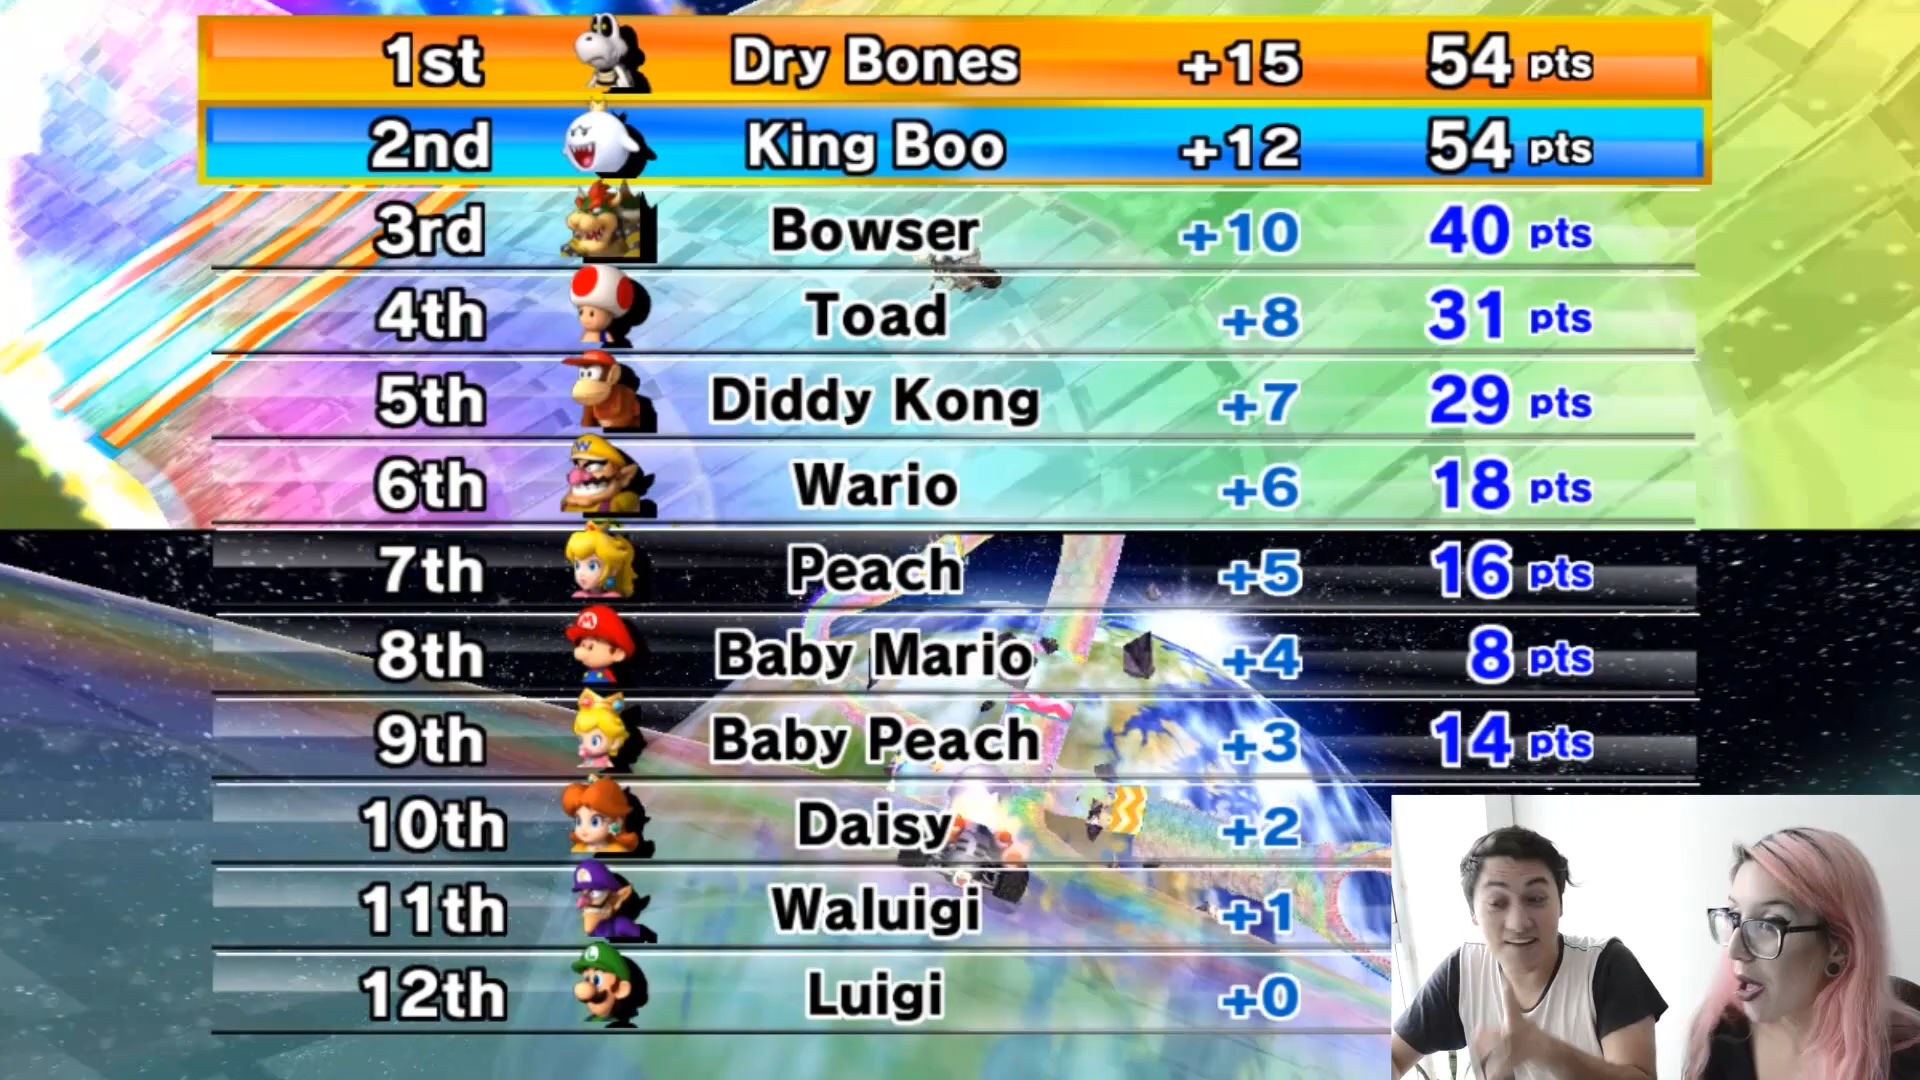 1st Dry Bones +15 54 pts
2nd King Boo +12 54 pts
3rd Bowser +10 40 pts
4th Toad +8 31 pts
5th Diddy Kong +7 29 pts
6th Wario +6 18 pts
7th Peach +5 16 pts
8th Baby Mario +4 8 pts
9th Baby Peach +3 14 pts
10th Daisy +2
11th Waluigi +1
12th Luigi +0